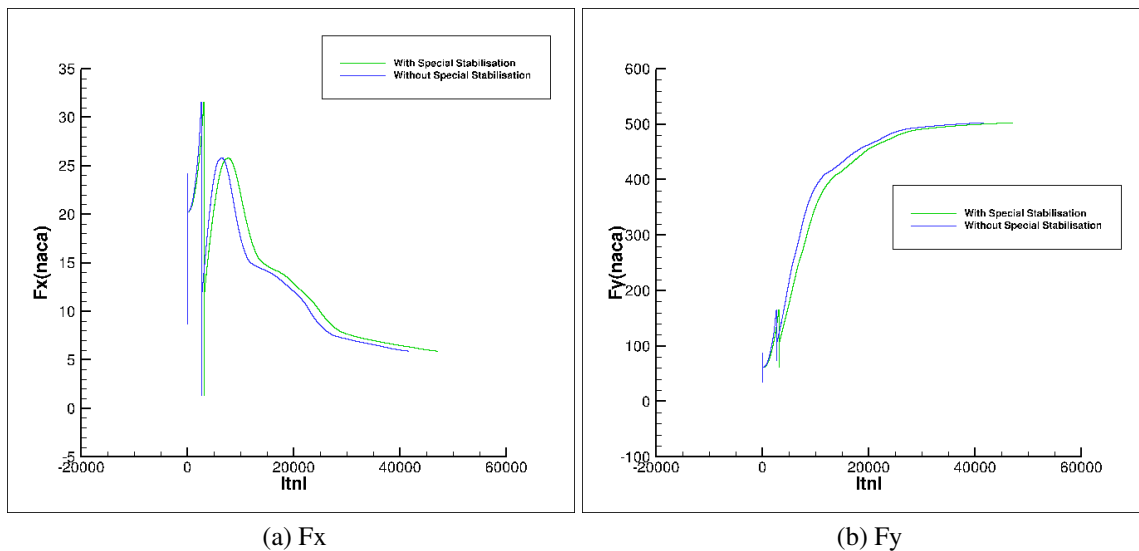 With Special Stabilisation
Without Special Stabilisation
35
30
25
20
15
10
5
0
-5
Fx(naca)
-20000 0 20000 40000 60000
ItnI
(a) Fx
600
500
400
300
200
100
0
-100
Fy(naca)
With Special Stabilisation
Without Special Stabilisation
-20000 0 20000 40000 60000
ItnI
(b) Fy